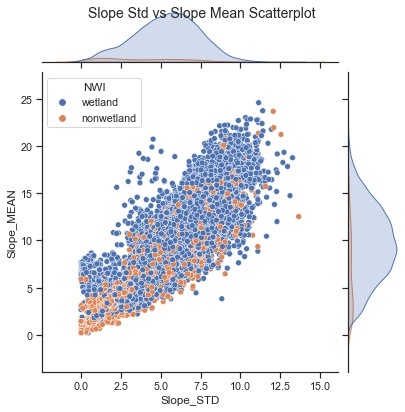 Slope Std vs Slope Mean Scatterplot
NWI
wetland
nonwetland
25
20
15
10
5
0
Slope_MEAN
0.0 2.5 5.0 7.5 10.0 12.5 15.0
Slope_STD